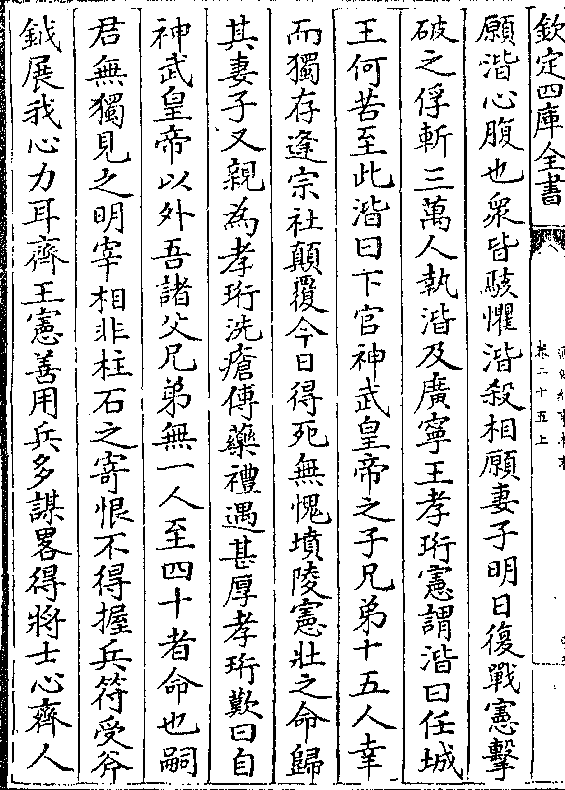 欽定四庫全書
卷二十五上
願湝心腹也衆皆駭懼湝殺相願妻子明日復戰憲擊
破之俘斬三萬人執湝及廣寧王孝珩憲謂湝曰任城
王何苦至此湝曰下官神武皇帝之子兄弟十五人幸
而獨存逢宗社顛覆今日得死無愧墳陵憲壯之命歸
其妻子又親為孝珩洗瘡傅藥禮遇甚厚孝珩歎曰自
神武皇帝以外吾諸父兄弟無一人至四十者命也嗣
君無獨見之明宰相非柱石之寄恨不得握兵符受斧
鉞展我心力耳齊王憲善用兵多謀畧得將士心齊人